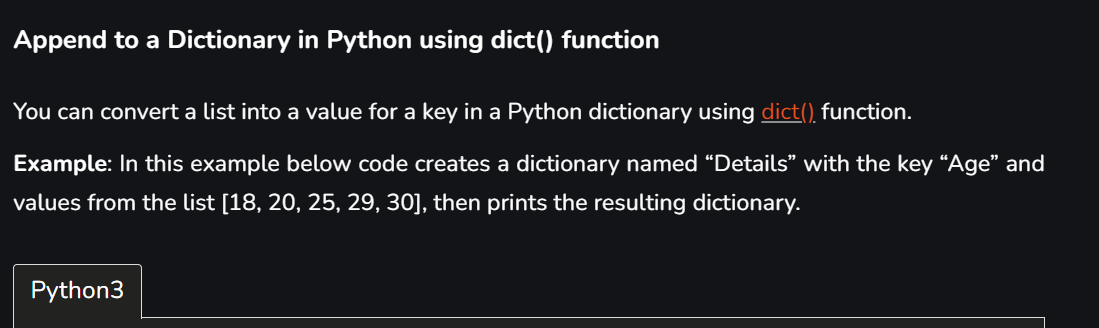 Append to a Dictionary in Python using dict() function
You can convert a list into a value for a key in a Python dictionary using dict() function.
Example: In this example below code creates a dictionary named “Details” with the key “Age” and
values from the list [18, 20, 25, 29, 30], then prints the resulting dictionary.
Python3